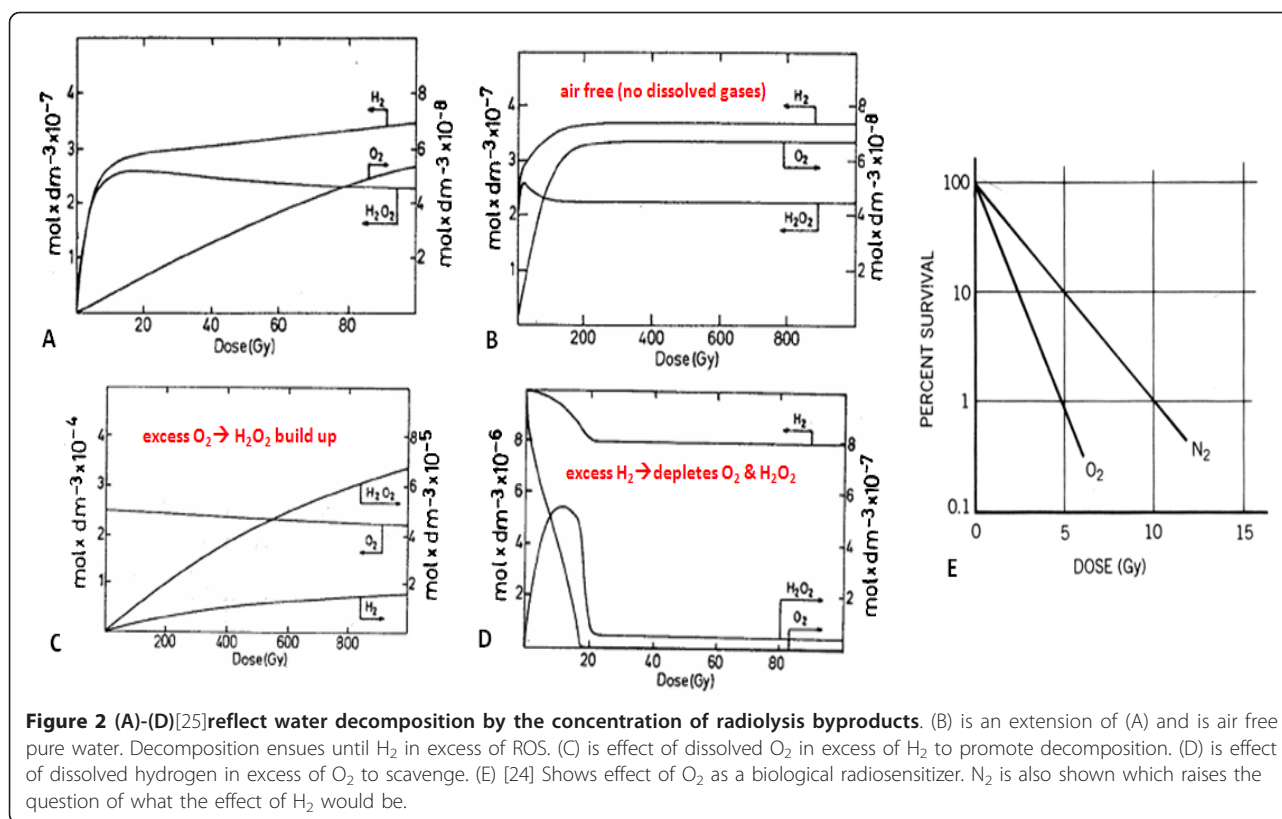 mol x dm-3 x 10-7
4
3
2
1
H₂
O₂
H₂O₂
8
6
4
2
mol x dm-3 x 10-8
20 40 60 80
Dose(Gy)
A
mol x dm-3 x 10-7
air free (no dissolved gases)
4
3
2
1
H₂
O₂
H₂O₂
8
6
4
2
mol x dm-3 x 10-8
200 400 600 800
Dose(Gy)
B
mol x dm-3 x 10-4
excess O₂→ H₂O₂ build up
4
3
2
1
H₂O₂
O₂
H₂
8
6
4
2
mol x dm-3 x 10-5
200 400 600 800
Dose(Gy)
C
mol x dm-3 x 10-6
8
6
4
2
H₂
excess H₂→depletes O₂ & H₂O₂
H₂O₂
O₂
8
6
4
2
mol x dm-3 x 10-7
20 40 60 80
Dose(Gy)
D
PERCENT SURVIVAL
100
10
1
0.1
O₂
N₂
0 5 10 15
DOSE (Gy)
E
Figure 2 (A)-(D)[25]reflect water decomposition by the concentration of radiolysis byproducts. (B) is an extension of (A) and is air free
pure water. Decomposition ensues until H₂ in excess of ROS. (C) is effect of dissolved O₂ in excess of H₂ to promote decomposition. (D) is effect
of dissolved hydrogen in excess of O₂ to scavenge. (E) [24] Shows effect of O₂ as a biological radiosensitizer. N₂ is also shown which raises the
question of what the effect of H₂ would be.